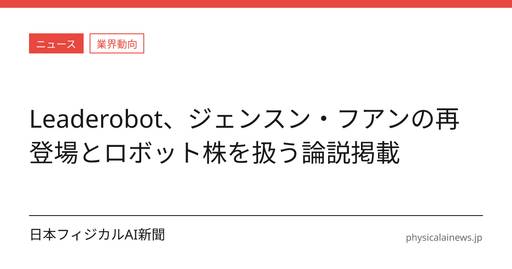 ニュース 業界動向
Leaderobot、ジェンスン・フアンの再
登場とロボット株を扱う論説掲載
日本フィジカルAI新聞
physicalainews.jp